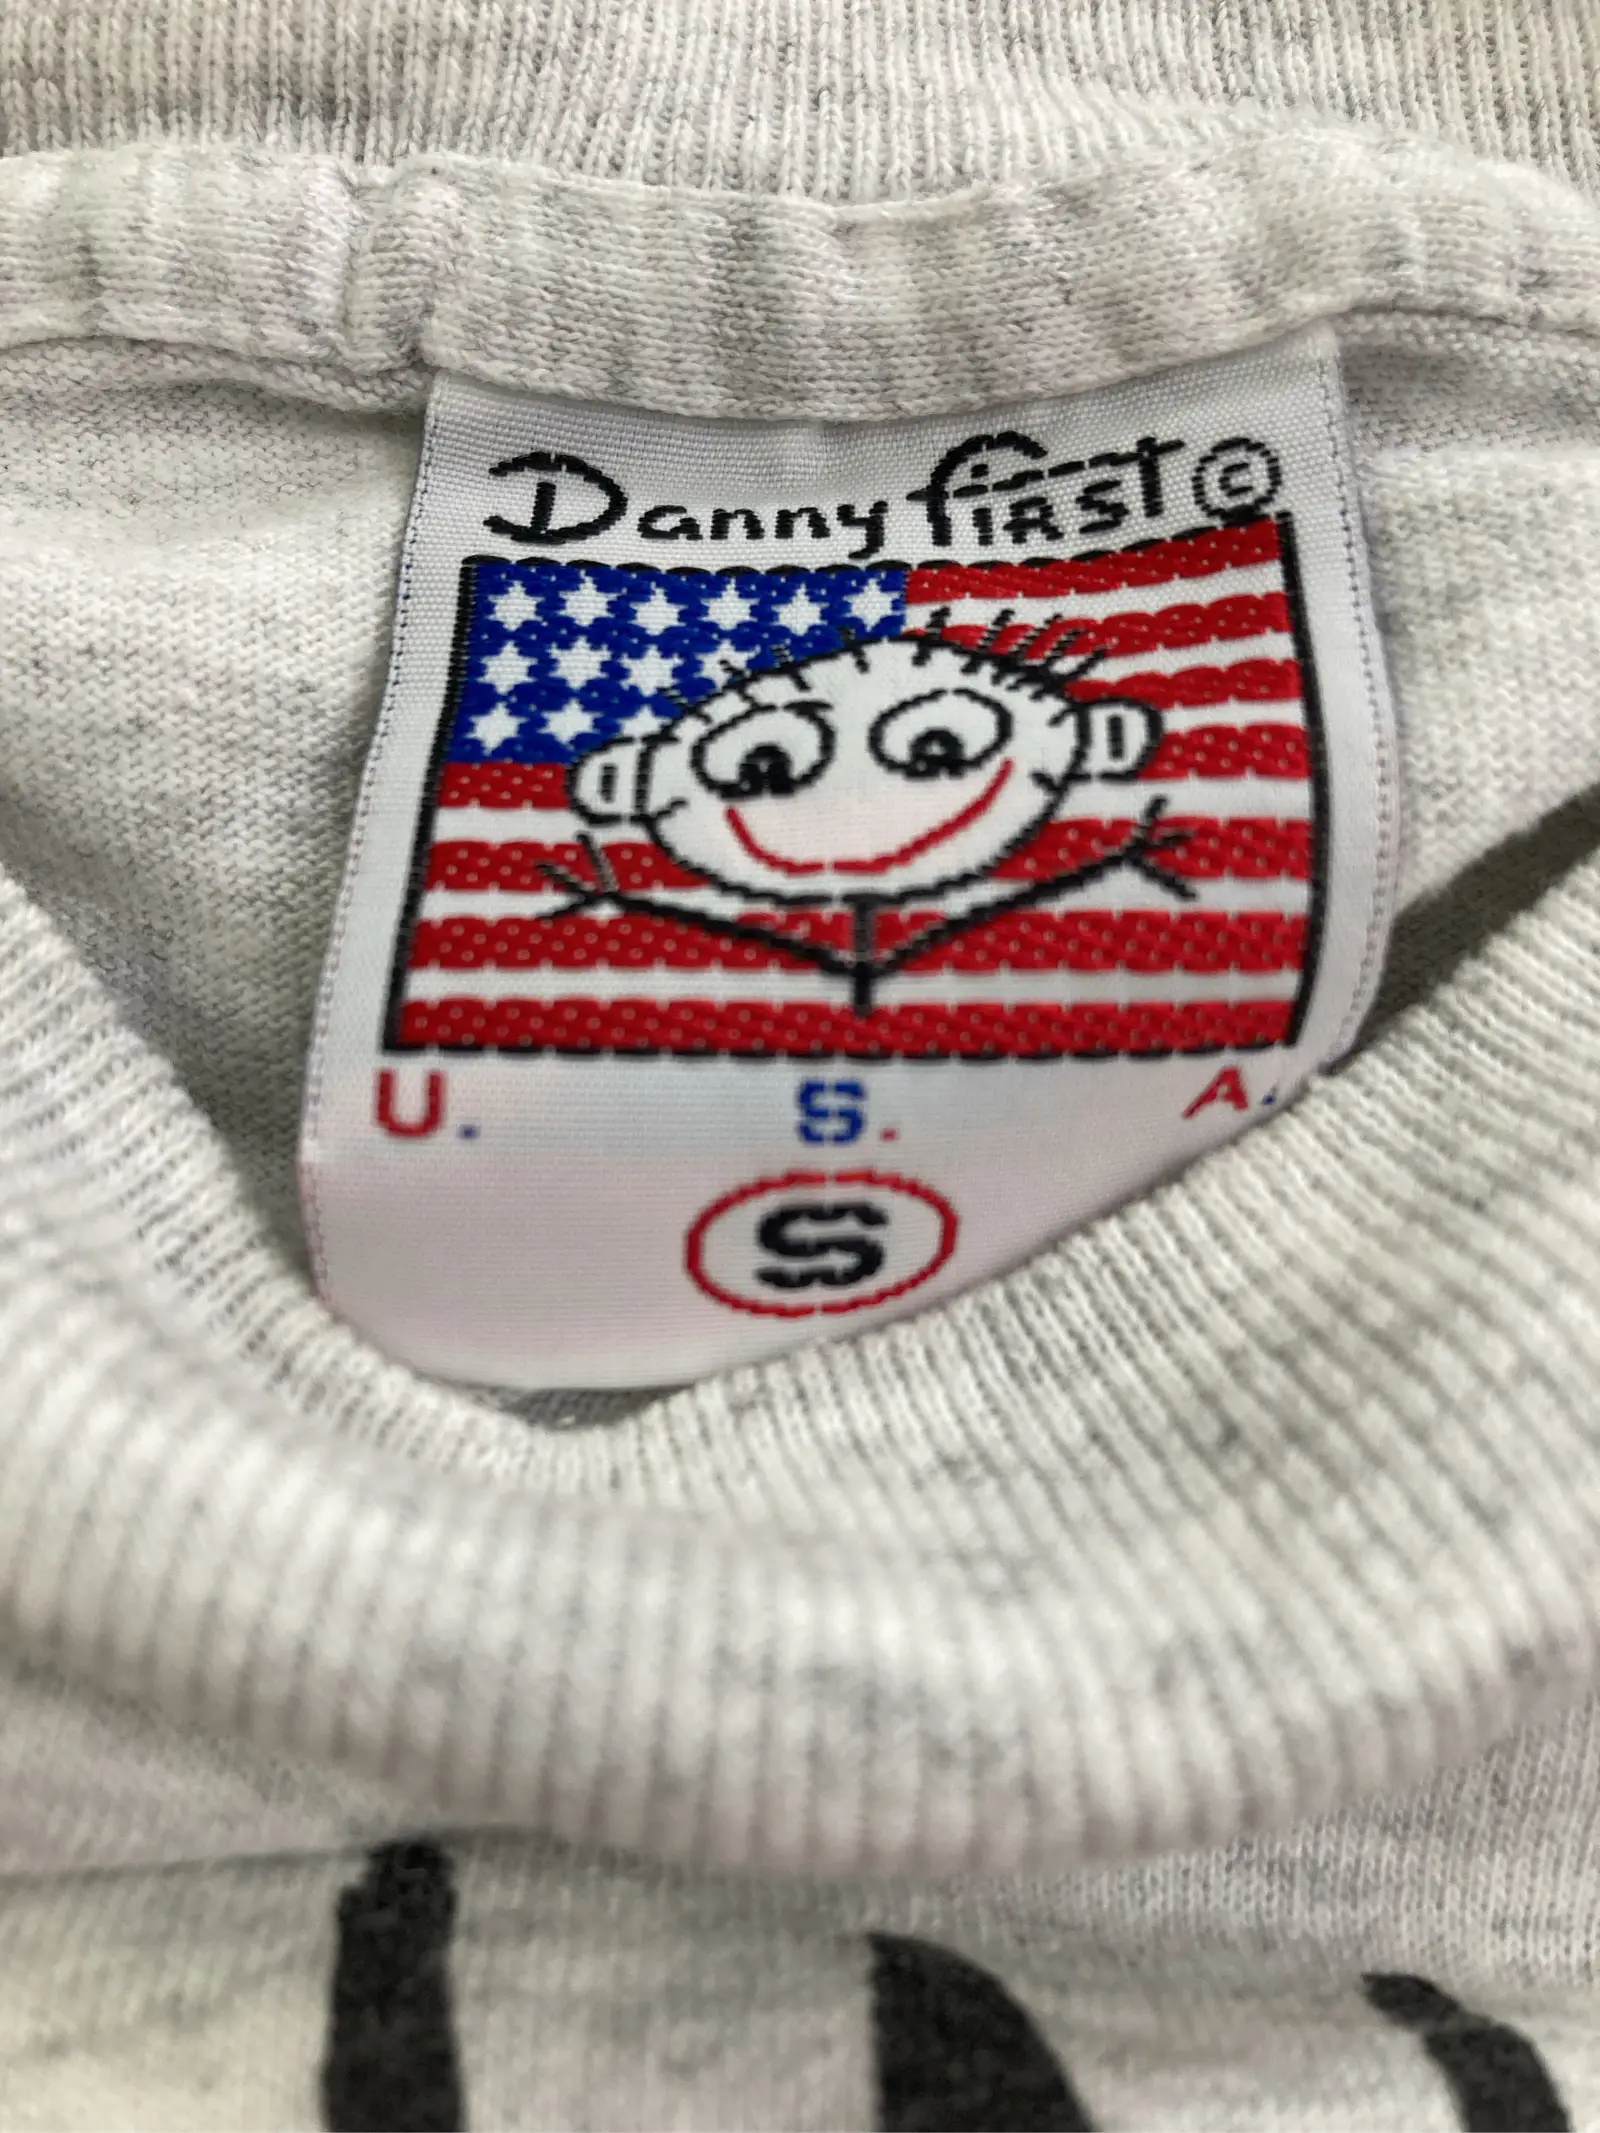 Danny First ©
U. S. A.
S